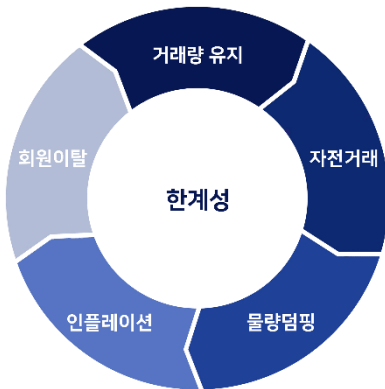 거래량 유지
자전거래
물량덤핑
인플레이션
회원이탈
한계성